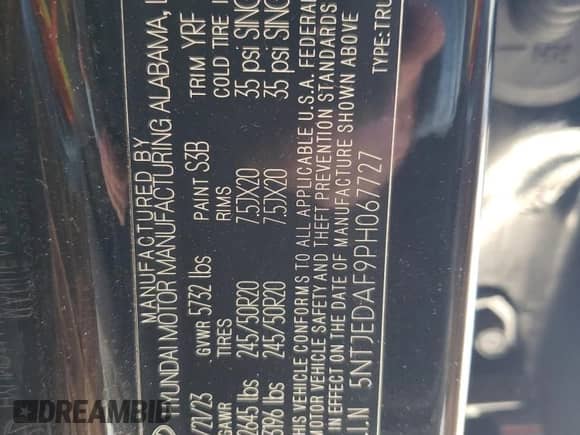 MANUFACTURED BY
HYUNDAI MOTOR MANUFACTURING ALABAMA,
/21/23 GVWR 5732 lbs PAINT S3B TRIM YRF
GAWR TIRES RIMS COLD TIRE
2645 lbs 245/50R20 7.5JX20 35 psi SING
3196 lbs 245/50R20 7.5JX20 35 psi SING
THIS VEHICLE CONFORMS TO ALL APPLICABLE U.S.A. FEDERAL
MOTOR VEHICLE SAFETY AND THEFT PREVENTION STANDARDS
IN EFFECT ON THE DATE OF MANUFACTURE SHOWN ABOVE
V.I.N 5NTJEDAF9PH067727 TYPE:TRU
DREAMBID